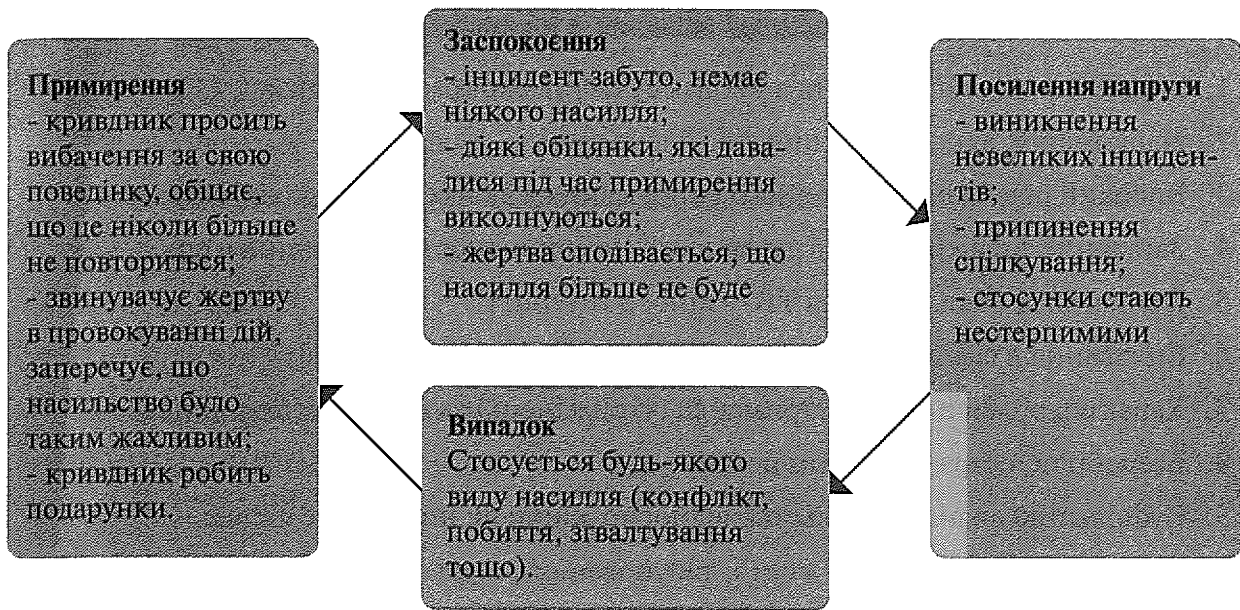 Примирення
- кривдник просить
вибачення за свою
поведінку, обіцяє,
що це ніколи більше
не повториться;
- звинувачує жертву
в провокуванні дій,
заперечує, що
насильство було
таким жахливим;
- кривдник робить
подарунки.
Заспокоєння
- інцидент забуто, немає
ніякого насилля;
- діякі обіцянки, які дава-
лися під час примирення
виколнуються;
- жертва сподівається, що
насилля більше не буде
Посилення напруги
- виникнення
невеликих інциден-
тів;
- припинення
спілкування;
- стосунки стають
нестерпимими
Випадок
Стосується будь-якого
виду насилля (конфлікт,
побиття, згвалтування
тощо).